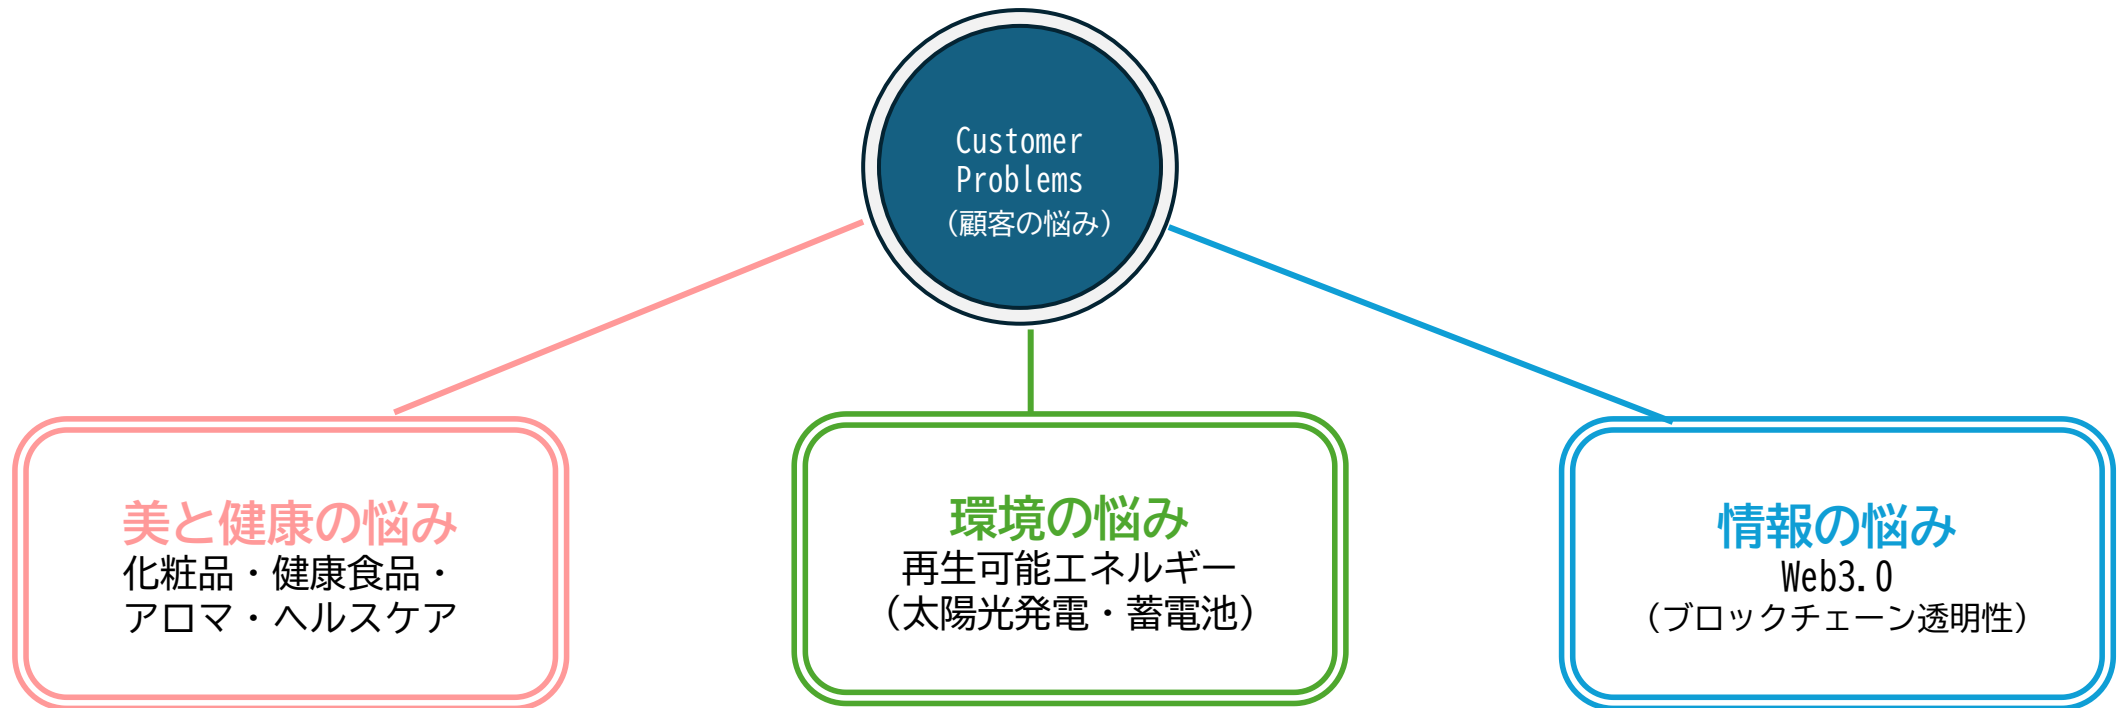 Customer
Problems
（顧客の悩み）
美と健康の悩み
化粧品・健康食品・
アロマ・ヘルスケア
環境の悩み
再生可能エネルギー
（太陽光発電・蓄電池）
情報の悩み
Web3.0
（ブロックチェーン透明性）